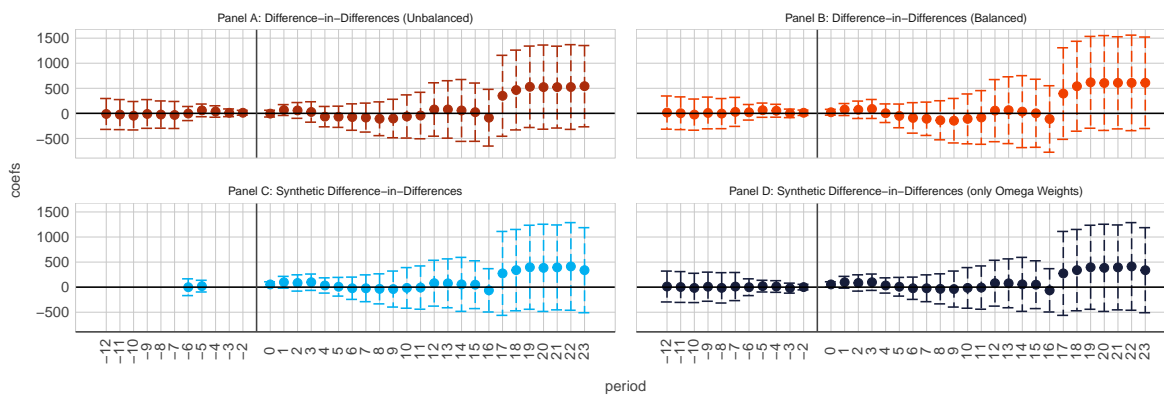 Panel A: Difference−in−Differences (Unbalanced)
Panel B: Difference−in−Differences (Balanced)
1500
1000
500
0
−500
coefs
Panel C: Synthetic Difference−in−Differences
Panel D: Synthetic Difference−in−Differences (only Omega Weights)
1500
1000
500
0
−500
−12 −11 −10 −9 −8 −7 −6 −5 −4 −3 −2 0 1 2 3 4 5 6 7 8 9 10 11 12 13 14 15 16 17 18 19 20 21 22 23
−12 −11 −10 −9 −8 −7 −6 −5 −4 −3 −2 0 1 2 3 4 5 6 7 8 9 10 11 12 13 14 15 16 17 18 19 20 21 22 23
period